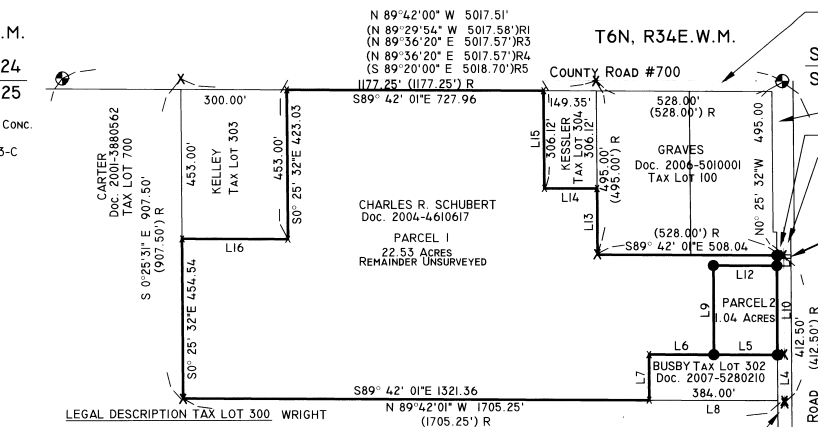 N 89°42'00" W 5017.51'
(N 89°29'54" W 5017.58')R1
(N 89°36'20" E 5017.57')R3
(N 89°36'20" E 5017.57')R4
(S 89°20'00" E 5018.70')R5
.M.
T6N, R34E.W.M.
24
25
S
S
COUNTY ROAD #700
1177.25' (1177.25') R
S89° 42' 01"E 727.96
300.00'
149.35'
528.00'
(528.00') R
CONC.
3-C
CARTER
Doc. 2001-3880562
TAX LOT 700
S 0°25'31" E 907.50'
(907.50') R
453.00'
KELLEY
TAX LOT 303
453.00'
S0° 25' 32"E 423.03
L15
306.12'
KESSLER
TAX LOT 304
306.12'
495.00'
(495.00') R
GRAVES
Doc. 2006-5010001
TAX LOT 100
N0° 25' 32"W 495.00
L14
L13
CHARLES R. SCHUBERT
Doc. 2004-4610617
PARCEL 1
22.53 ACRES
REMAINDER UNSURVEYED
L16
(528.00') R
S89° 42' 01"E 508.04
L12
L9
PARCEL 2
1.04 ACRES
L10
S0° 25' 32"E 454.54
412.50'
(412.50') R
L6
L5
L7
BUSBY TAX LOT 302
Doc. 2007-5280210
384.00'
L8
L4
ROAD
S89° 42' 01"E 1321.36
N 89°42'01" W 1705.25'
(1705.25') R
LEGAL DESCRIPTION TAX LOT 300 WRIGHT